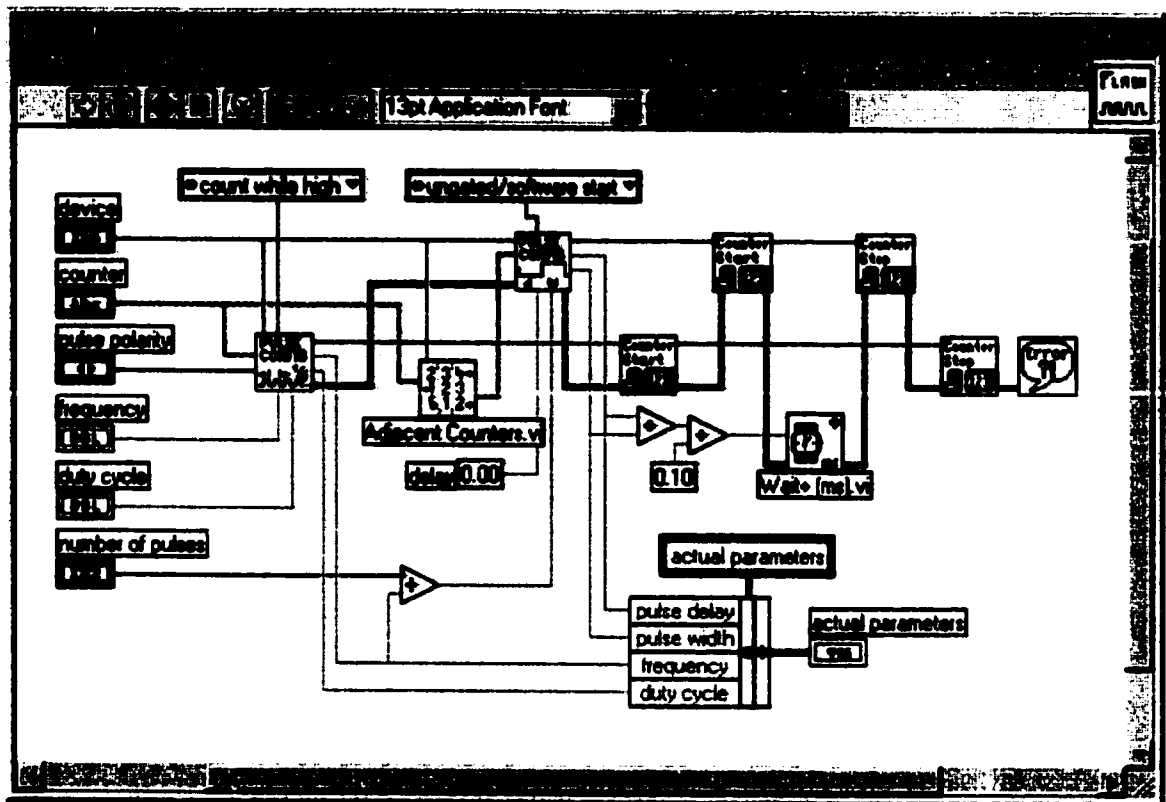 13pt Application Font
count while high
ungated/software start
device
counter
pulse polarity
frequency
duty cycle
number of pulses
Counter
Start
Counter
Stop
Counter
Start
Counter
Stop
Error
Adjacent Counters.vi
delay 0.00
0.10
Wait+ (ms).vi
actual parameters
pulse delay
pulse width
frequency
duty cycle
actual parameters